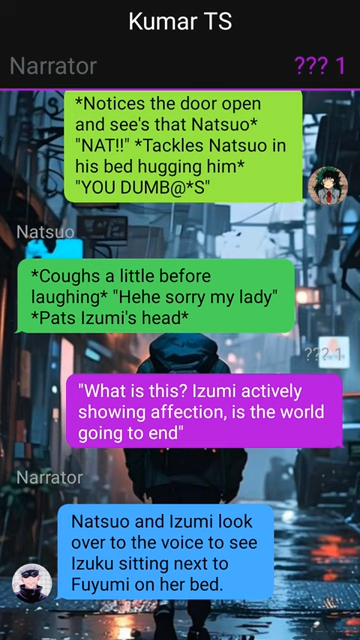 Kumar TS
Narrator
??? 1
*Notices the door open
and see's that Natsuo*
"NAT!!" *Tackles Natsuo in
his bed hugging him*
"YOU DUMB@*S"
Natsuo
*Coughs a little before
laughing* "Hehe sorry my lady"
*Pats Izumi's head*
??? 1
"What is this? Izumi actively
showing affection, is the world
going to end"
Narrator
Natsuo and Izumi look
over to the voice to see
Izuku sitting next to
Fuyumi on her bed.